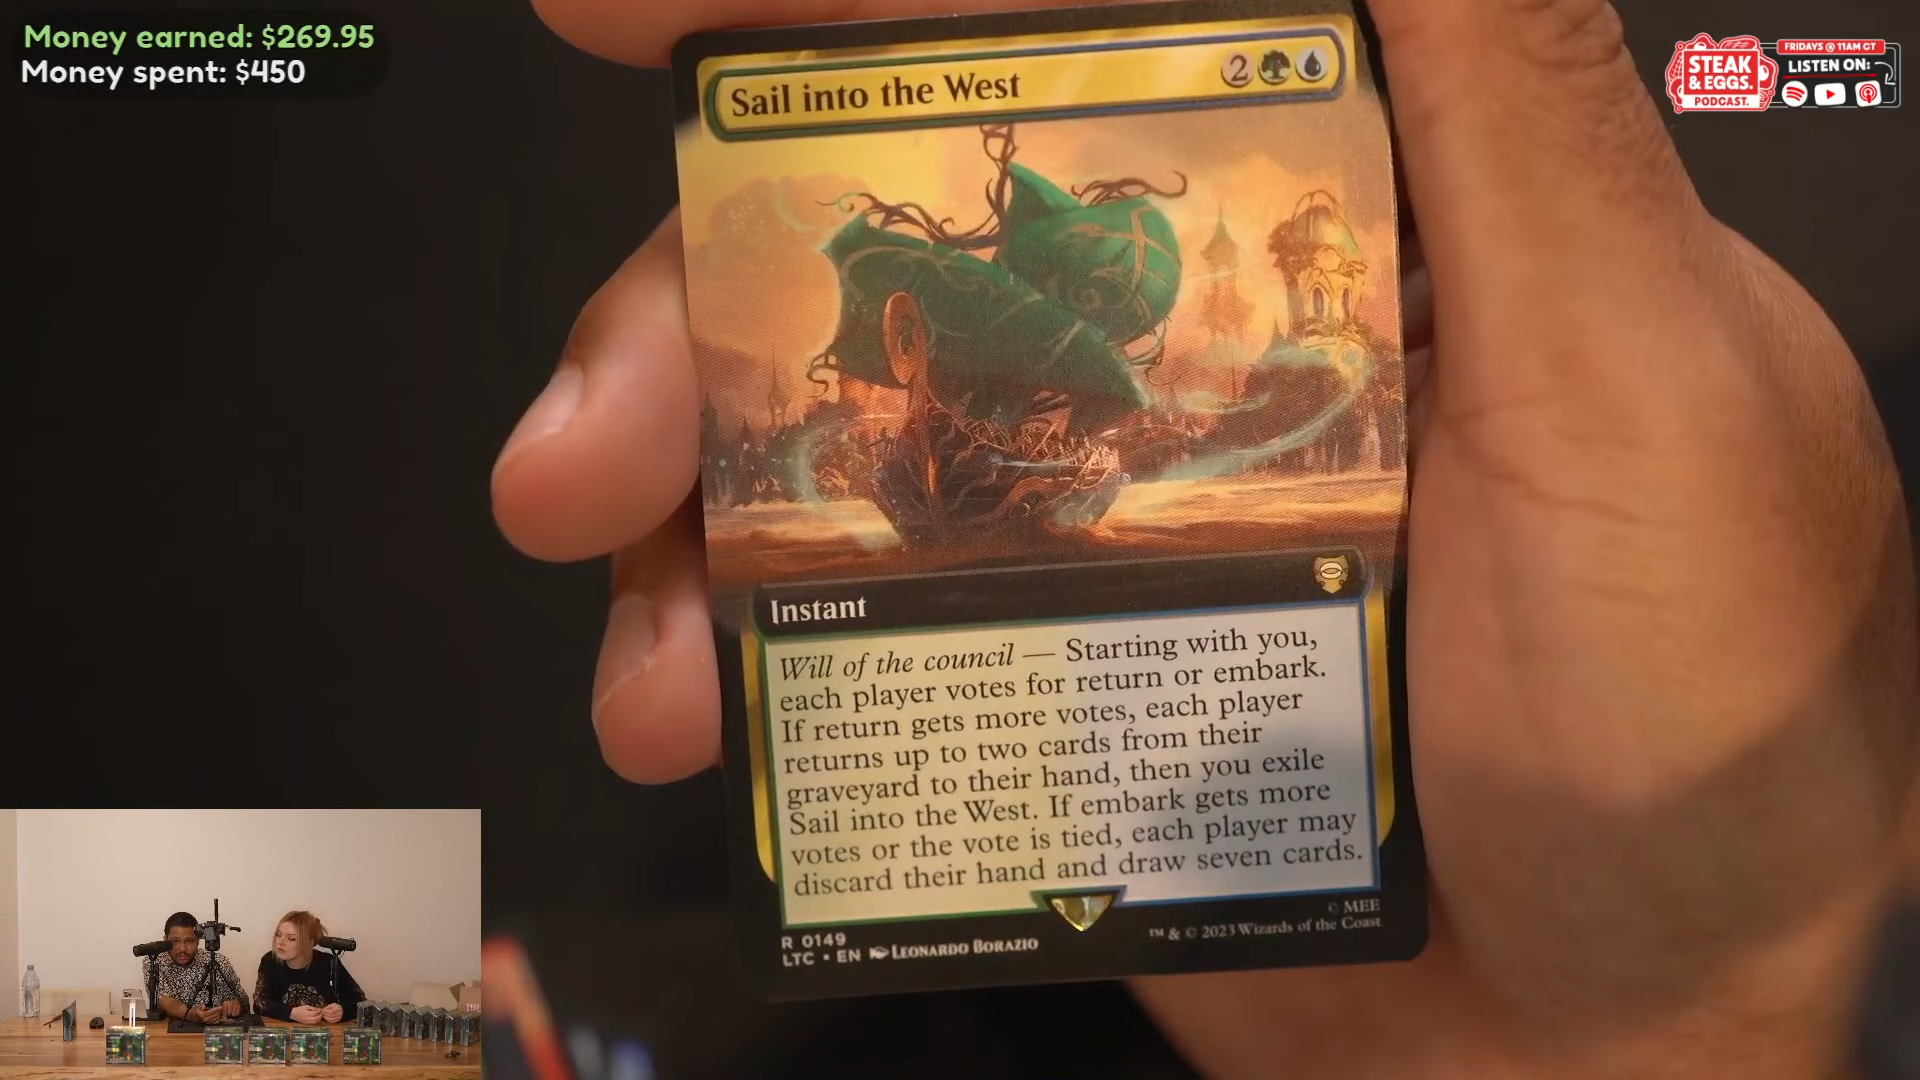 Money earned: $269.95
Money spent: $450
STEAK
& EGGS.
PODCAST.
FRIDAYS @ 11AM CT
LISTEN ON:
Sail into the West
2
Instant
Will of the council — Starting with you,
each player votes for return or embark.
If return gets more votes, each player
returns up to two cards from their
graveyard to their hand, then you exile
Sail into the West. If embark gets more
votes or the vote is tied, each player may
discard their hand and draw seven cards.
R 0149
LTC • EN LEONARDO BORAZIO
© MEE
™ & © 2023 Wizards of the Coast